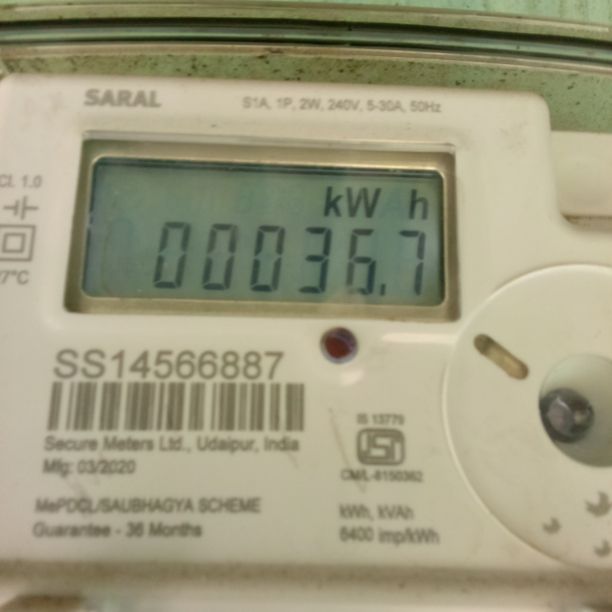 SARAL
S1A, 1P, 2W, 240V, 5-30A, 50Hz
Cl. 1.0
kW h
00036.7
SS14566887
Secure Meters Ltd., Udaipur, India
Mfg: 03/2020
MePDCL/SAUBHAGYA SCHEME
Guarantee - 36 Months
IS 13779
CM/L-8150362
kWh, kVAh
6400 imp/kWh